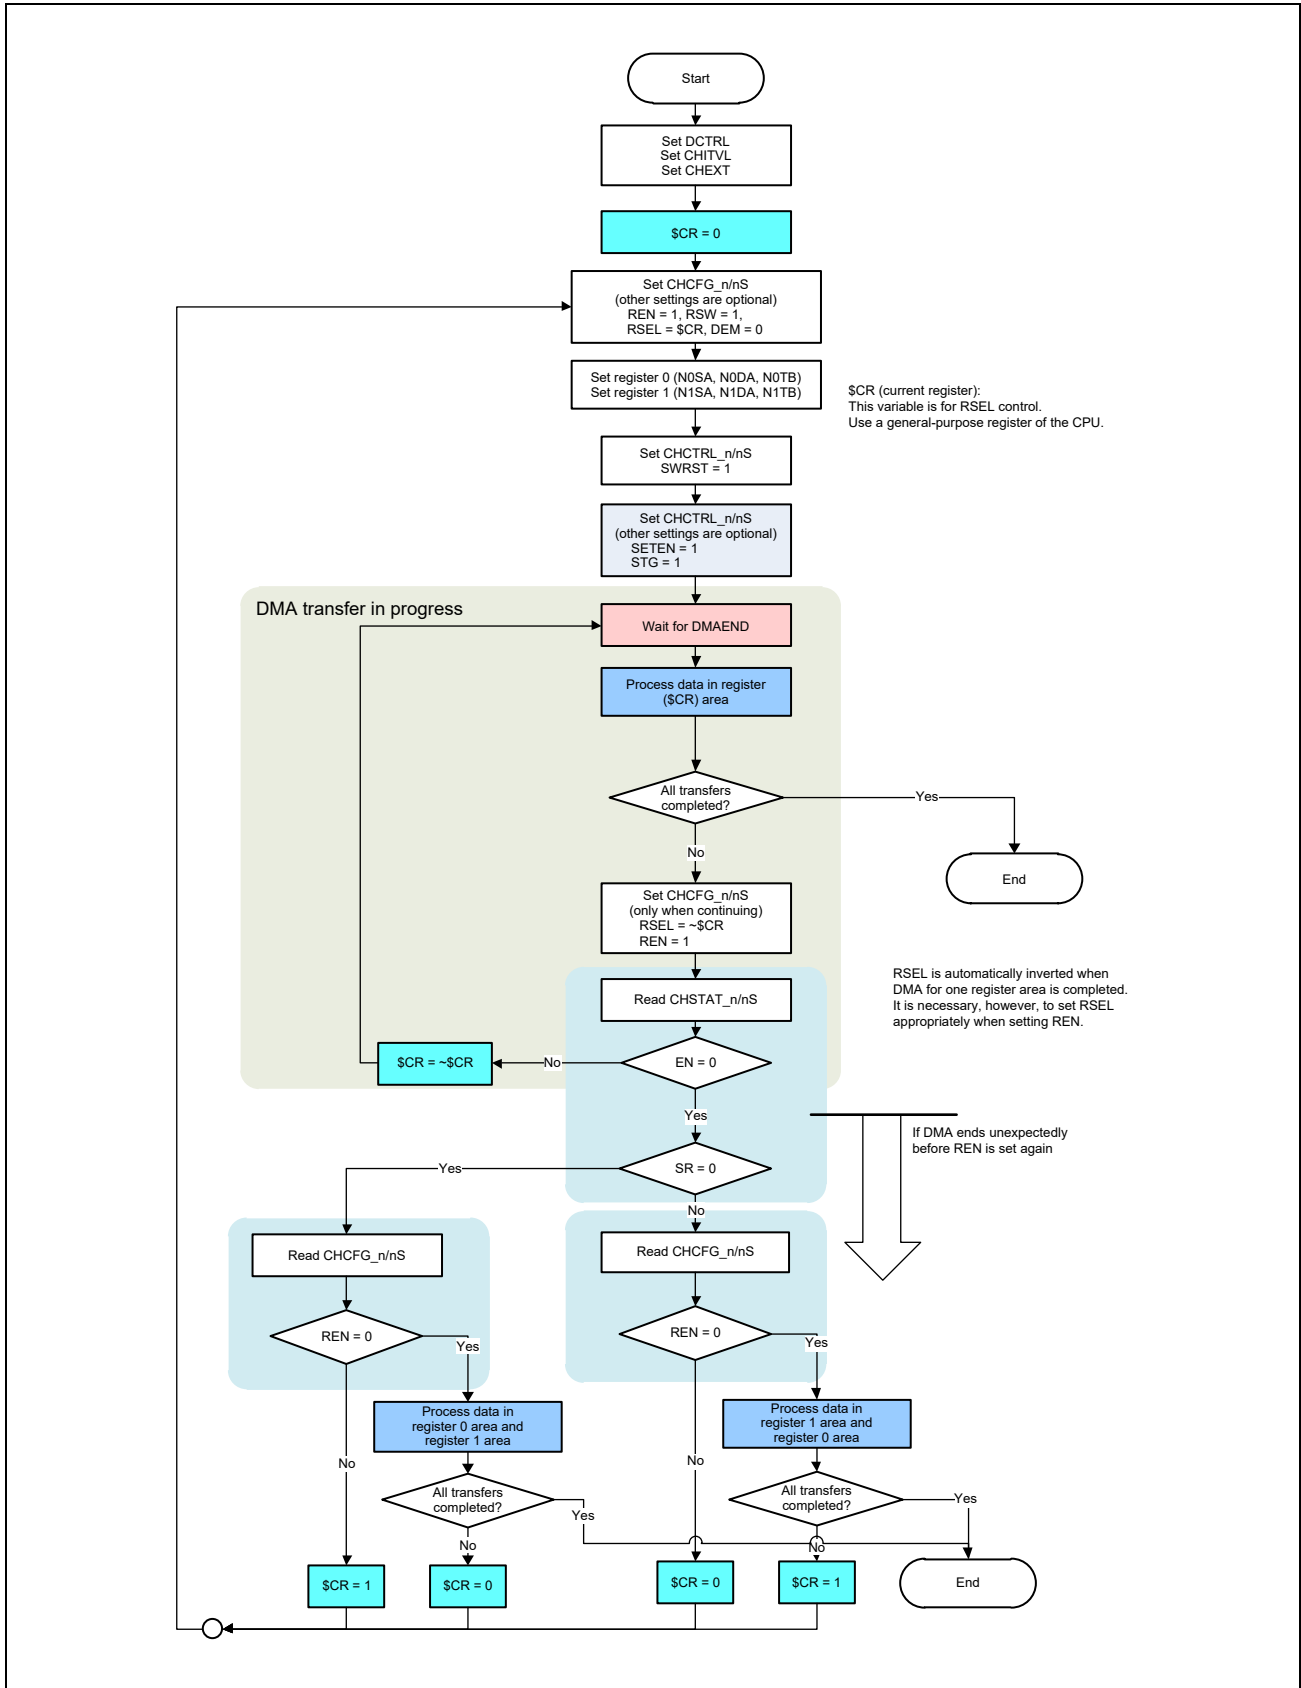 Start
Set DCTRL
Set CHITVL
Set CHEXT
$CR = 0
Set CHCFG_n/nS
(other settings are optional)
REN = 1, RSW = 1,
RSEL = $CR, DEM = 0
Set register 0 (N0SA, N0DA, N0TB)
Set register 1 (N1SA, N1DA, N1TB)
$CR (current register):
This variable is for RSEL control.
Use a general-purpose register of the CPU.
Set CHCTRL_n/nS
SWRST = 1
Set CHCTRL_n/nS
(other settings are optional)
SETEN = 1
STG = 1
DMA transfer in progress
Wait for DMAEND
Process data in register
($CR) area
All transfers
completed?
Yes
No
End
Set CHCFG_n/nS
(only when continuing)
RSEL = ~$CR
REN = 1
RSEL is automatically inverted when
DMA for one register area is completed.
It is necessary, however, to set RSEL
appropriately when setting REN.
Read CHSTAT_n/nS
$CR = ~$CR
No
EN = 0
Yes
If DMA ends unexpectedly
before REN is set again
Yes
SR = 0
No
Read CHCFG_n/nS
Read CHCFG_n/nS
REN = 0
Yes
REN = 0
Yes
Process data in
register 0 area and
register 1 area
Process data in
register 1 area and
register 0 area
No
No
All transfers
completed?
Yes
All transfers
completed?
Yes
No
No
$CR = 1
$CR = 0
$CR = 0
$CR = 1
End